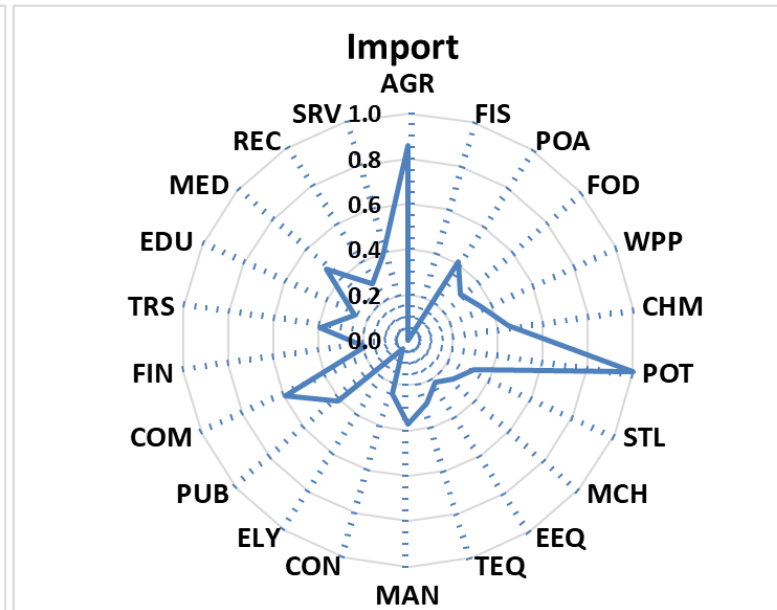 Import
AGR
SRV
1.0
FIS
REC
POA
0.8
MED
FOD
0.6
EDU
WPP
0.4
TRS
CHM
0.2
0.0
FIN
POT
COM
STL
PUB
MCH
ELY
EEQ
CON
TEQ
MAN